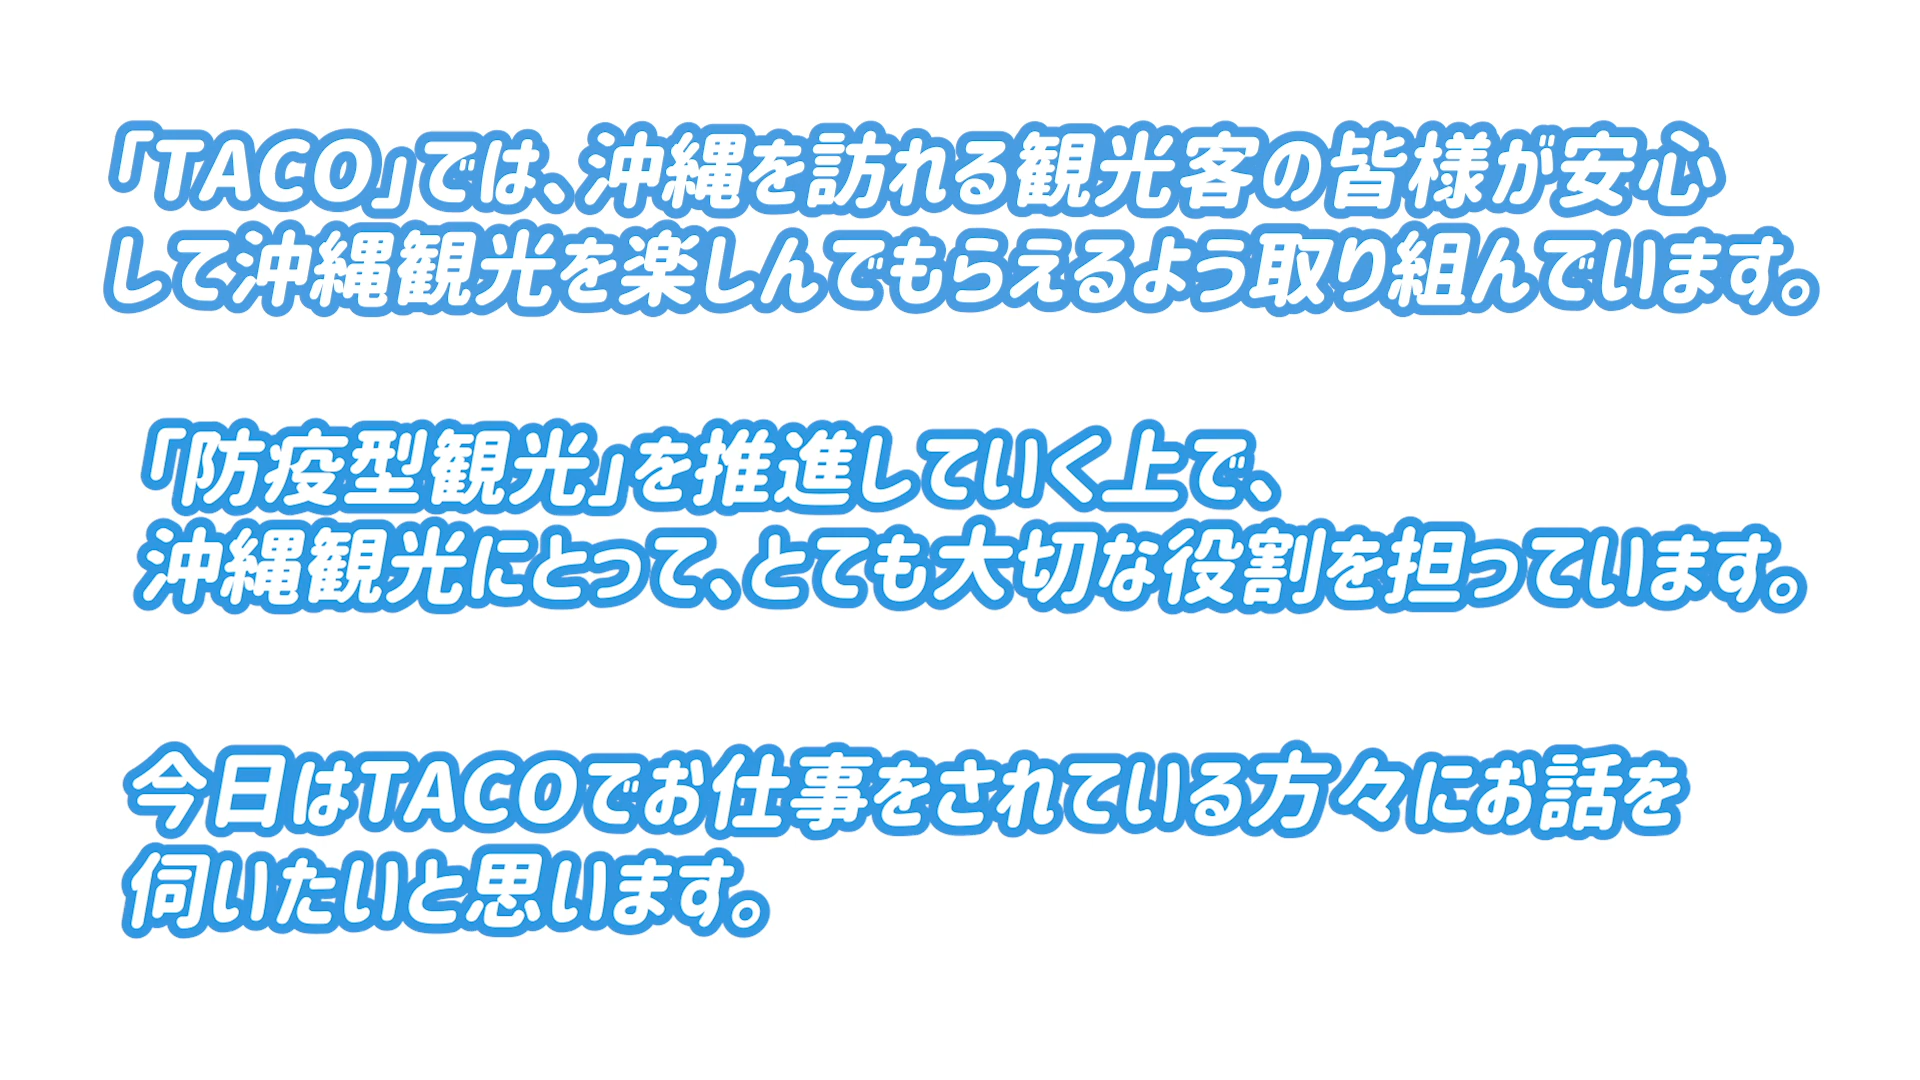 「TACO」では、沖縄を訪れる観光客の皆様が安心
して沖縄観光を楽しんでもらえるよう取り組んでいます。
「防疫型観光」を推進していく上で、
沖縄観光にとって、とても大切な役割を担っています。
今日はTACOでお仕事をされている方々にお話を
伺いたいと思います。